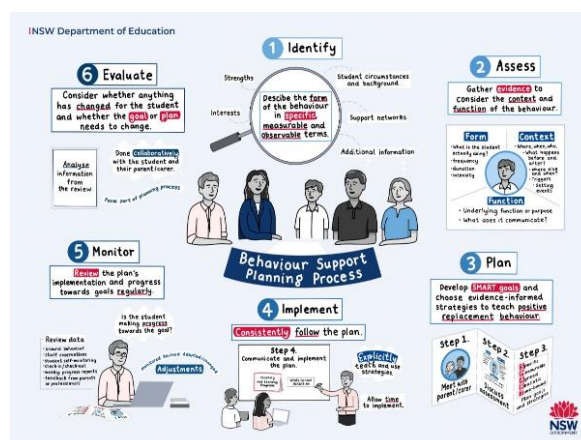 NSW Department of Education
1 Identify
Strengths
Interests
Student circumstances
and background
Support networks
Additional information
Descibe the form
of the behaviour
in specific
measurable and
observable terms.
2 Assess
Gather evidence to
consider the context and
function of the behaviour.
Form
What is the student
actually doing?
frequency
duration
intensity
Context
Where, when, who,
What happens
before and
after?
Where else
and when?
Triggers
Setting
events
Function
Underlying function or purpose
What does it communicate?
3 Plan
Develop SMART goals and
choose evidence-informed
strategies to teach positive
replacement behaviour.
Step 1.
Meet with
parent/carer
Step 2.
Step 3.
4 Implement
Consistently follow the plan.
Step 4.
Communicate and implement
the plan.
Explicitly
teach and use
strategies.
Allow time
to implement.
5 Monitor
Review the plan's
implementation and progress
towards goals regularly.
Is the student
making progress
towards the goal?
Review data
Adjustments
6 Evaluate
Consider whether anything
has changed for the student
and whether the goal or plan
needs to change.
Analyse
information
from the
review
Done collaboratively
with the student and
their parent/carer.
Form part of planning process
Behaviour Support
Planning Process
NSW
GOVERNMENT